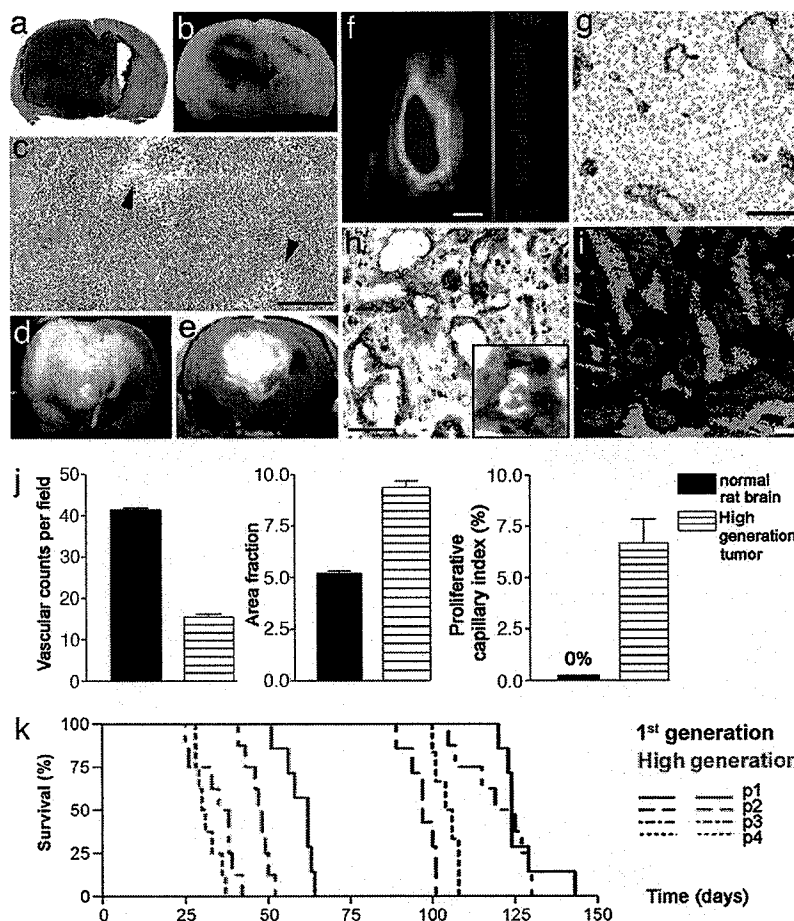 a
b
c
d
e
f
g
h
i
j
50
40
30
20
10
0
Vascular counts per field
10.0
7.5
5.0
2.5
0.0
Area fraction
10.0
7.5
5.0
2.5
0.0
Proliferative
capillary index (%)
0%
normal
rat brain
High
generation
tumor
k
100
75
50
25
0
Survival (%)
0 25 50 75 100 125 150
Time (days)
1st generation
High generation
p1
p2
p3
p4